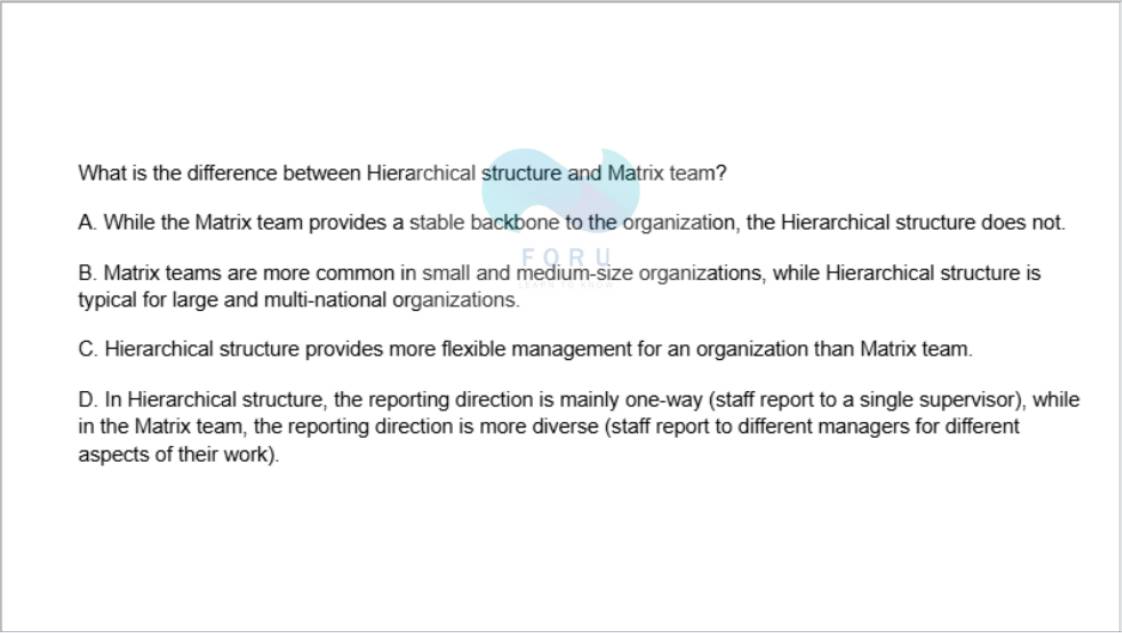 What is the difference between Hierarchical structure and Matrix team?
A. While the Matrix team provides a stable backbone to the organization, the Hierarchical structure does not.
FORU
B. Matrix teams are more common in small and medium-size organizations, while Hierarchical structure is
LEARN TO KNOW
typical for large and multi-national organizations.
C. Hierarchical structure provides more flexible management for an organization than Matrix team.
D. In Hierarchical structure, the reporting direction is mainly one-way (staff report to a single supervisor), while
in the Matrix team, the reporting direction is more diverse (staff report to different managers for different
aspects of their work).